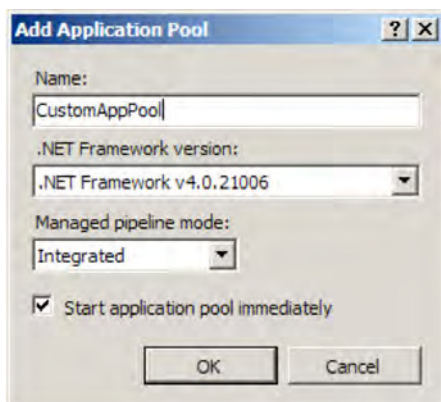 Add Application Pool
Name:
CustomAppPool
.NET Framework version:
.NET Framework v4.0.21006
Managed pipeline mode:
Integrated
Start application pool immediately
OK Cancel